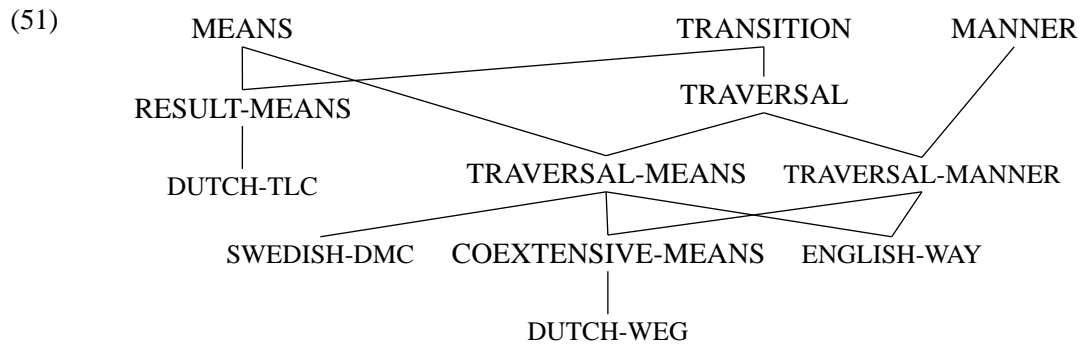 (51) MEANS TRANSITION MANNER
RESULT-MEANS TRAVERSAL
DUTCH-TLC TRAVERSAL-MEANS TRAVERSAL-MANNER
SWEDISH-DMC COEXTENSIVE-MEANS ENGLISH-WAY
DUTCH-WEG